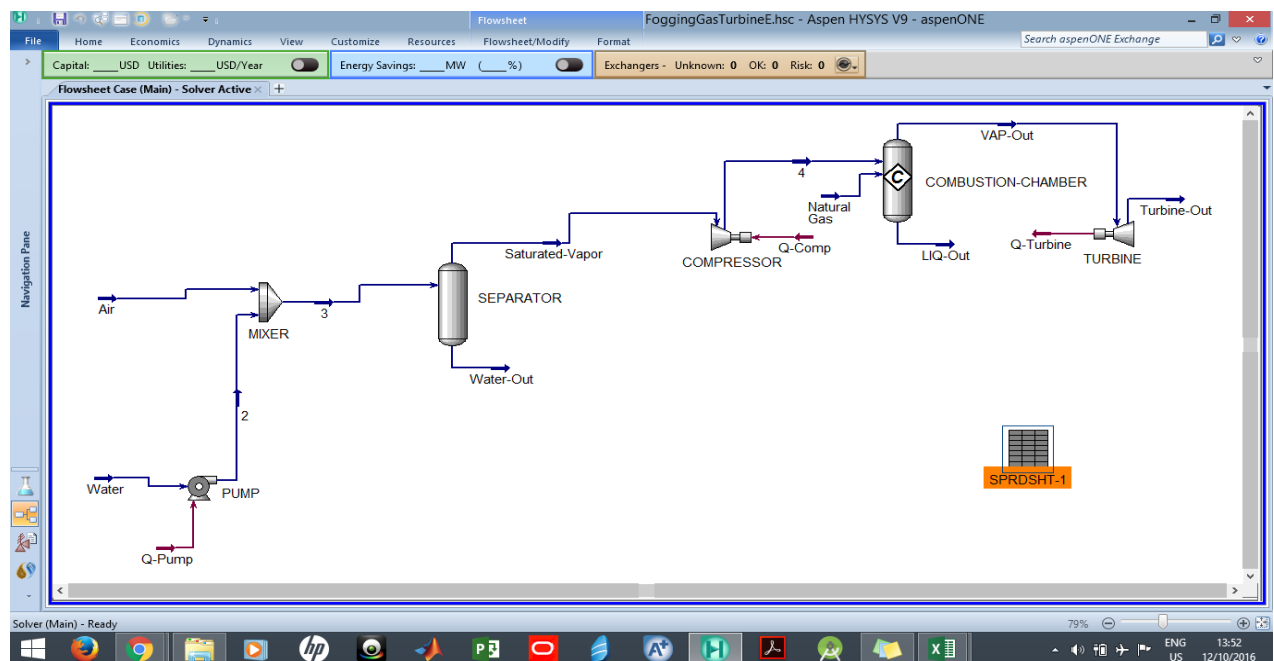 Flowsheet
FoggingGasTurbineE.hsc - Aspen HYSYS V9 - aspenONE
File Home Economics Dynamics View Customize Resources Flowsheet/Modify Format Search aspenONE Exchange
Capital: ____USD Utilities: ____USD/Year Energy Savings: ____MW (____%) Exchangers - Unknown: 0 OK: 0 Risk: 0
Flowsheet Case (Main) - Solver Active × +
Navigation Pane
VAP-Out
4
COMBUSTION-CHAMBER
C
Natural
Gas
Turbine-Out
Q-Comp
Q-Turbine
Saturated-Vapor
COMPRESSOR
LIQ-Out
TURBINE
Air
SEPARATOR
3
MIXER
Water-Out
2
Water
PUMP
SPRDSHT-1
Q-Pump
Solver (Main) - Ready
79%
hp
P
A+
H
X
ENG
US
13:52
12/10/2016